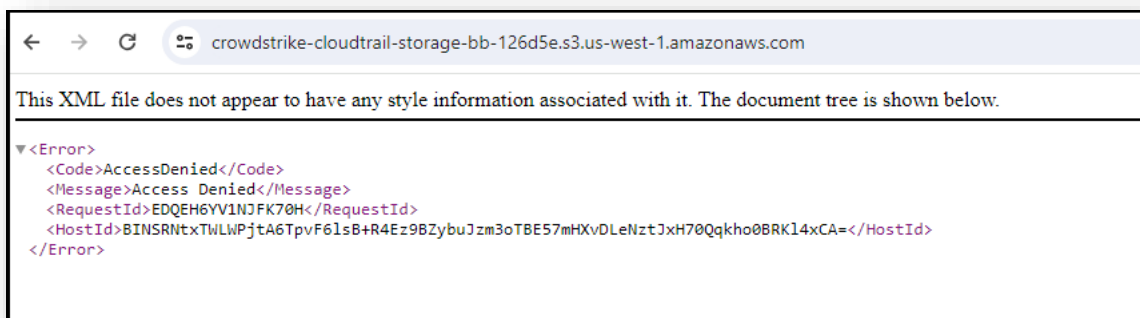 crowdstrike-cloudtrail-storage-bb-126d5e.s3.us-west-1.amazonaws.com
This XML file does not appear to have any style information associated with it. The document tree is shown below.
▼<Error>
<Code>AccessDenied</Code>
<Message>Access Denied</Message>
<RequestId>EDQEH6YV1NJFK70H</RequestId>
<HostId>BINSRNtxTWLWPjtA6TpvF6lsB+R4Ez9BZybuJzm3oTBE57mHXvDLeNztJxH70Qqkho0BRKl4xCA=</HostId>
</Error>